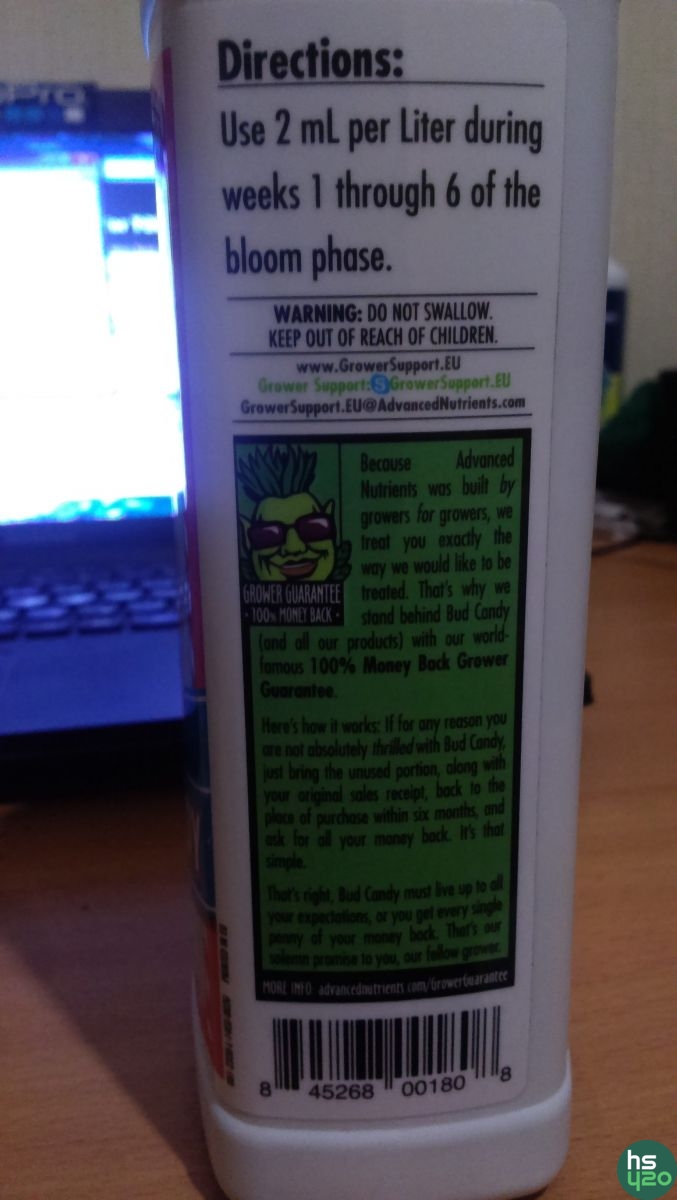 Directions:
Use 2 mL per Liter during
weeks 1 through 6 of the
bloom phase.
WARNING: DO NOT SWALLOW.
KEEP OUT OF REACH OF CHILDREN.
www.GrowerSupport.EU
Grower Support: S GrowerSupport.EU
GrowerSupport.EU@AdvancedNutrients.com
GROWER GUARANTEE
• 100% MONEY BACK •
Because Advanced
Nutrients was built by
growers for growers, we
treat you exactly the
way we would like to be
treated. That's why we
stand behind Bud Candy
(and all our products) with our world-
famous 100% Money Back Grower
Guarantee.
Here's how it works: If for any reason you
are not absolutely thrilled with Bud Candy,
just bring the unused portion, along with
your original sales receipt, back to the
place of purchase within six months, and
ask for all your money back. It's that
simple.
That's right, Bud Candy must live up to all
your expectations, or you get every single
penny of your money back. That's our
solemn promise to you, our fellow grower.
MORE INFO: advancednutrients.com/GrowerGuarantee
8 45268 00180 8
hs
420